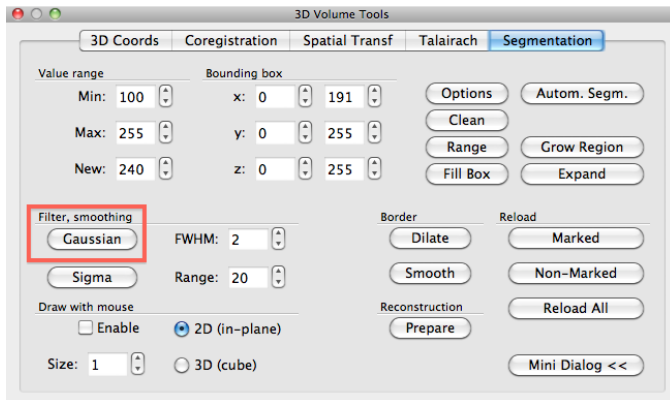 3D Volume Tools
3D Coords Coregistration Spatial Transf Talairach Segmentation
Value range Bounding box
Min: 100 x: 0 191 Options Autom. Segm.
Clean
Max: 255 y: 0 255
Range Grow Region
New: 240 z: 0 255 Fill Box Expand
Filter, smoothing Border Reload
Gaussian FWHM: 2 Dilate Marked
Sigma Range: 20 Smooth Non-Marked
Draw with mouse Reconstruction Reload All
Enable 2D (in-plane) Prepare
Size: 1 3D (cube) Mini Dialog <<